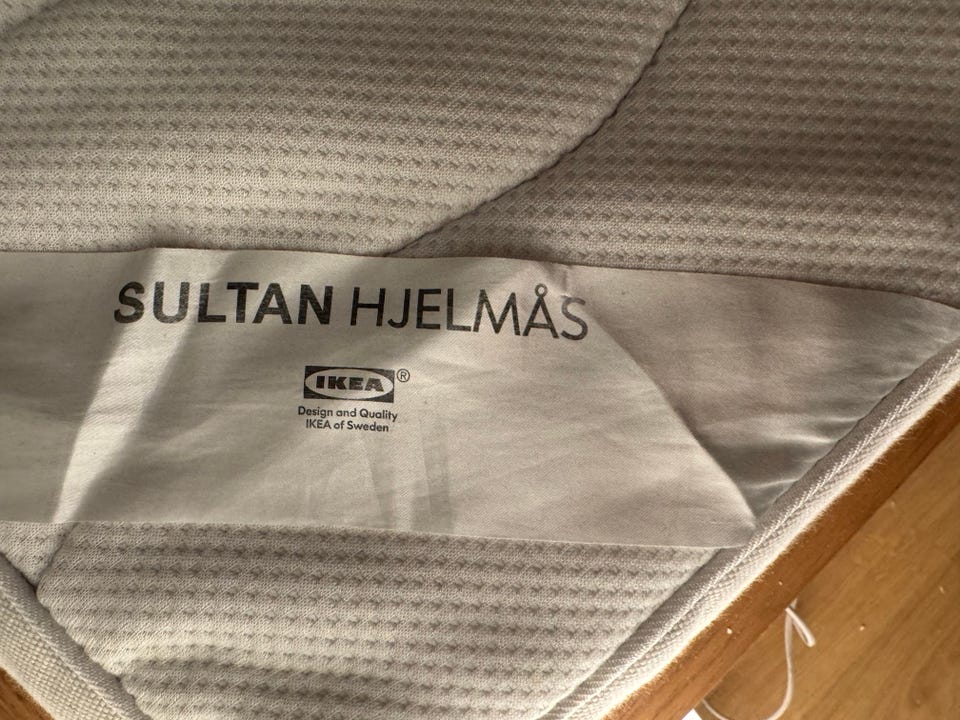 SULTAN HJELMÅS
IKEA®
Design and Quality
IKEA of Sweden